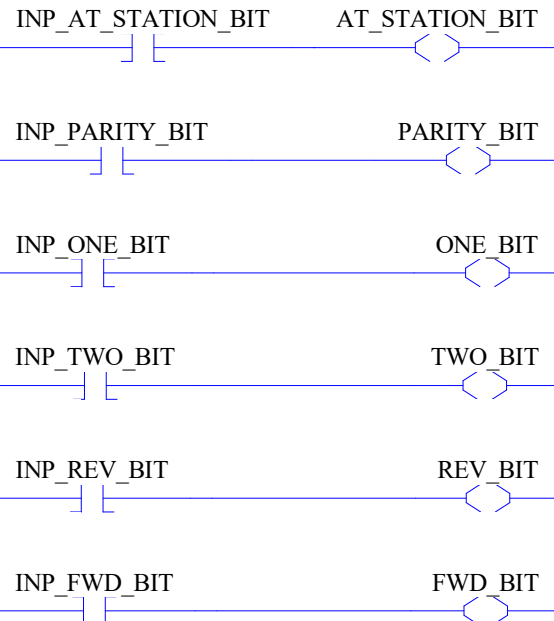 INP_AT_STATION_BIT AT_STATION_BIT
INP_PARITY_BIT PARITY_BIT
INP_ONE_BIT ONE_BIT
INP_TWO_BIT TWO_BIT
INP_REV_BIT REV_BIT
INP_FWD_BIT FWD_BIT